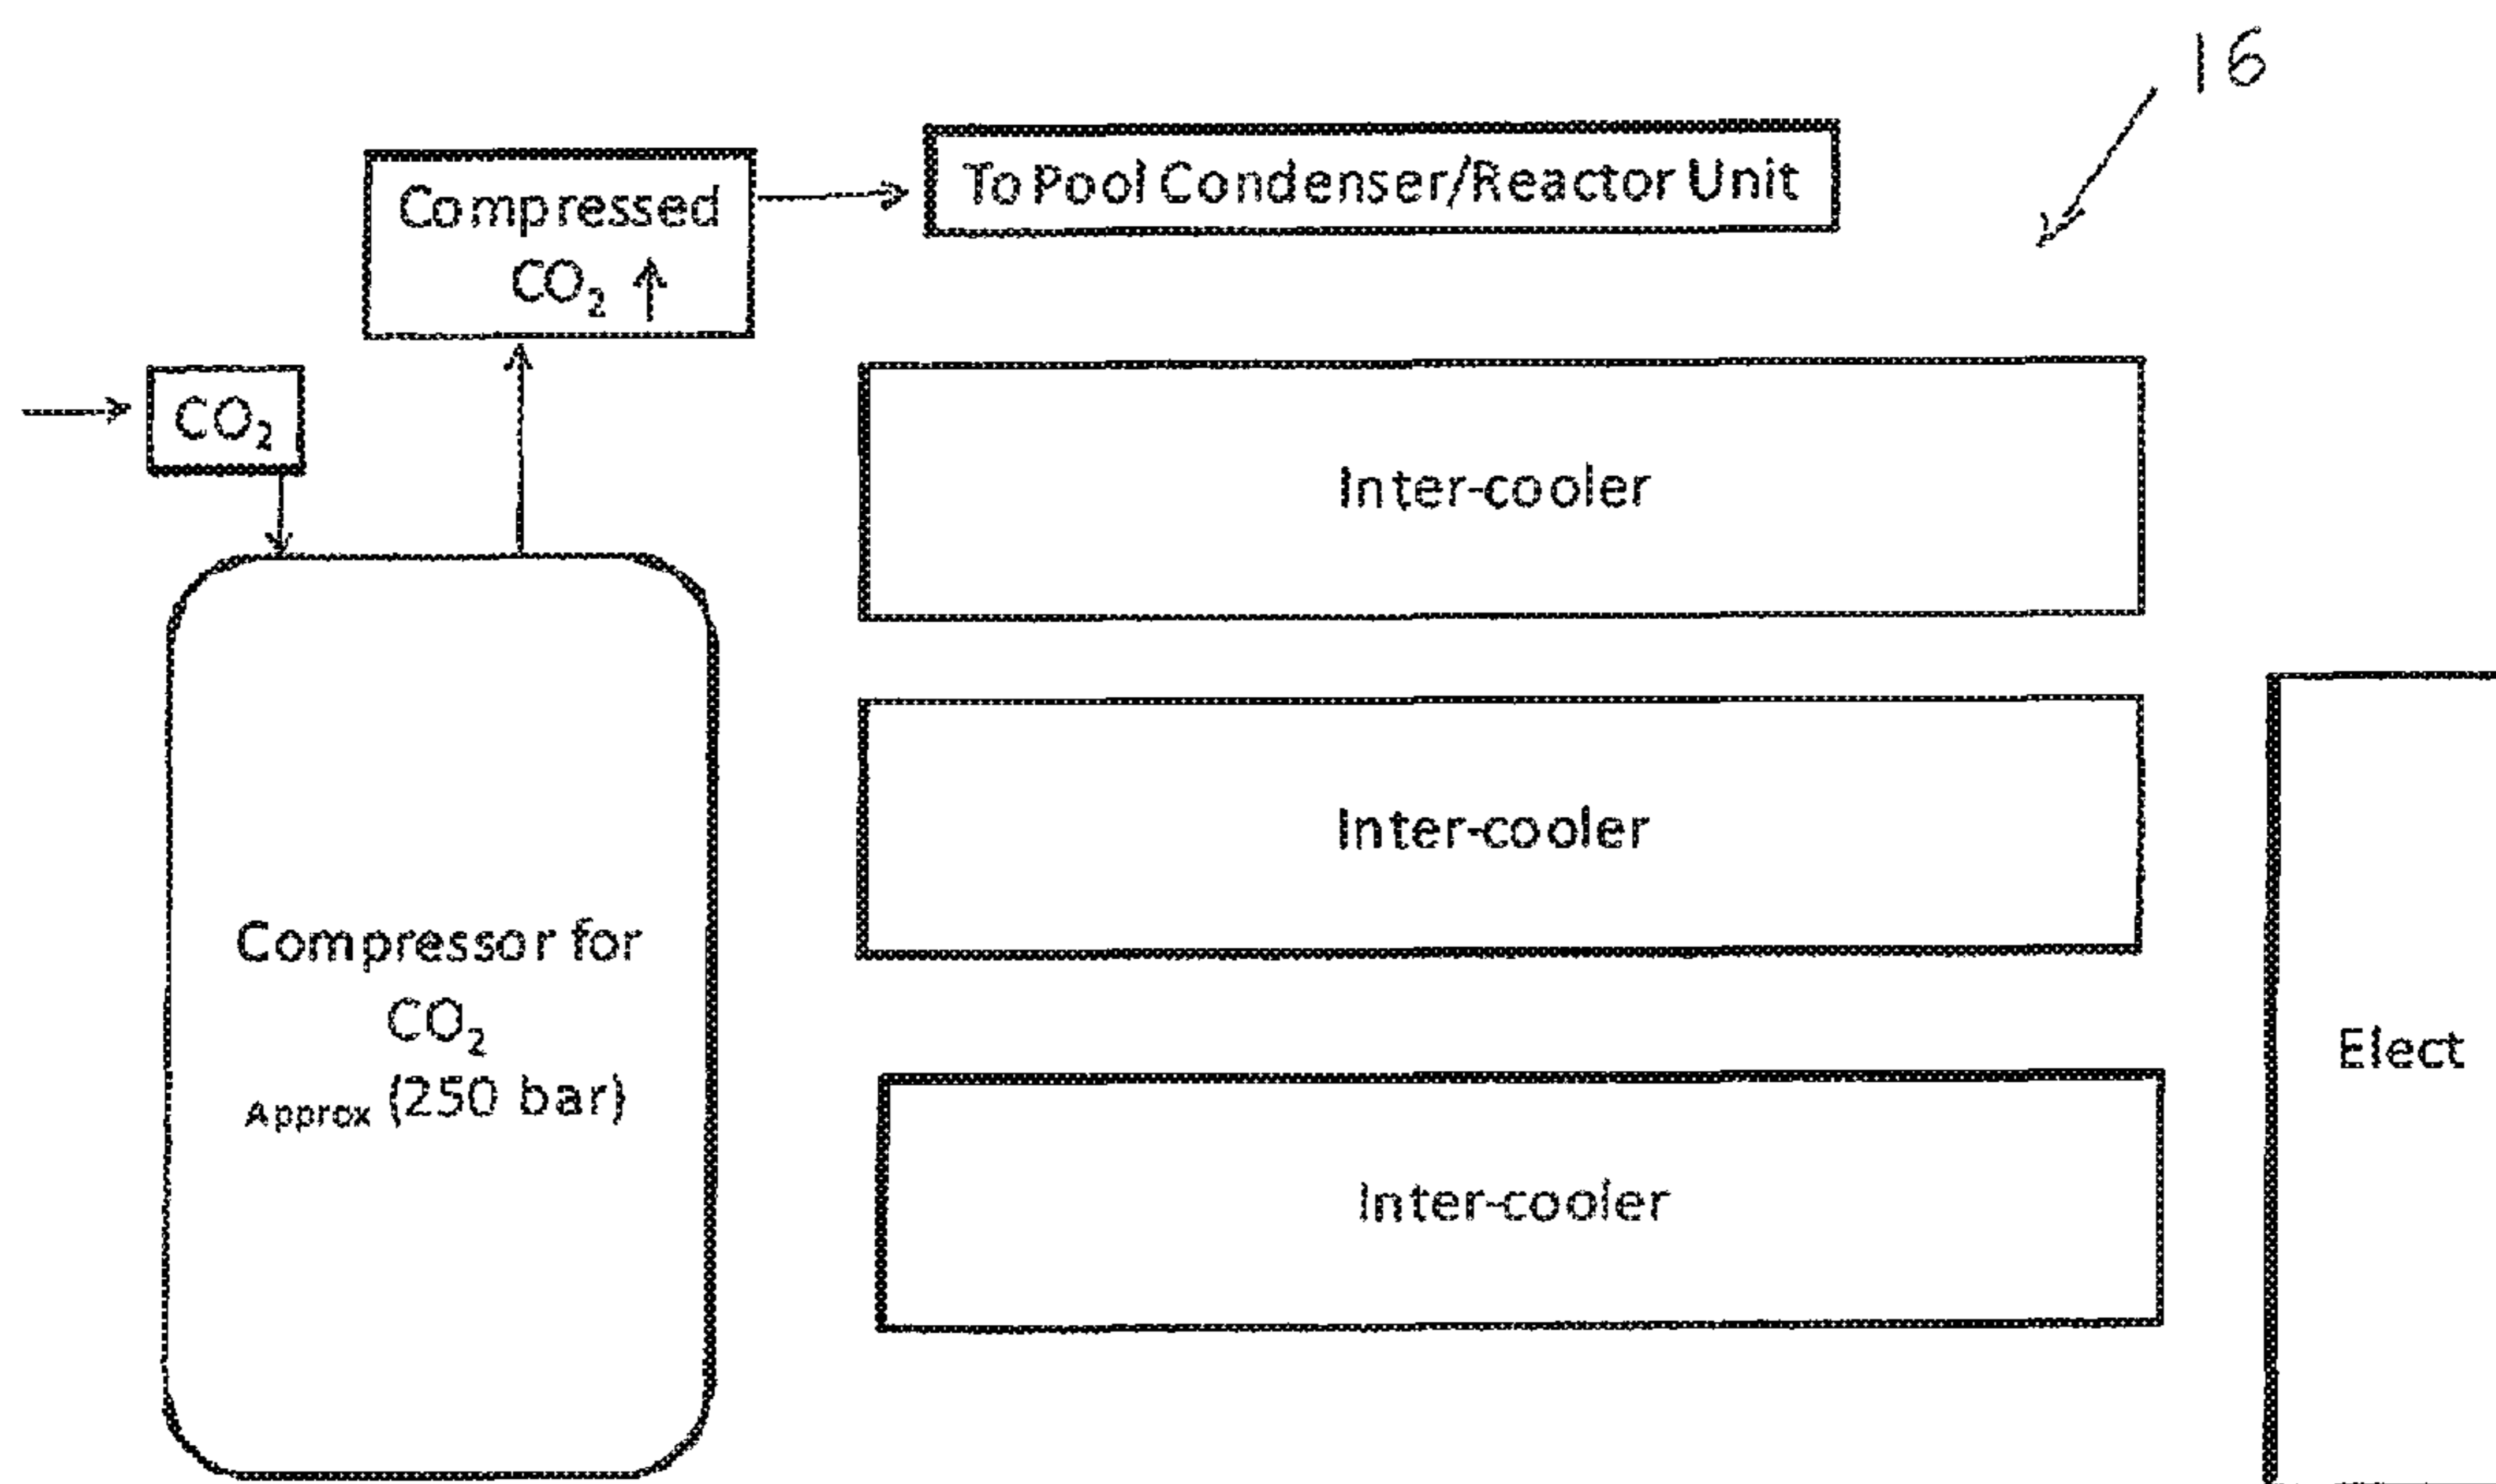 16
To Pool Condenser/Reactor Unit
Compressed
CO₂ ↑
CO₂
Inter-cooler
Inter-cooler
Compressor for
CO₂
Approx (250 bar)
Elect
Inter-cooler